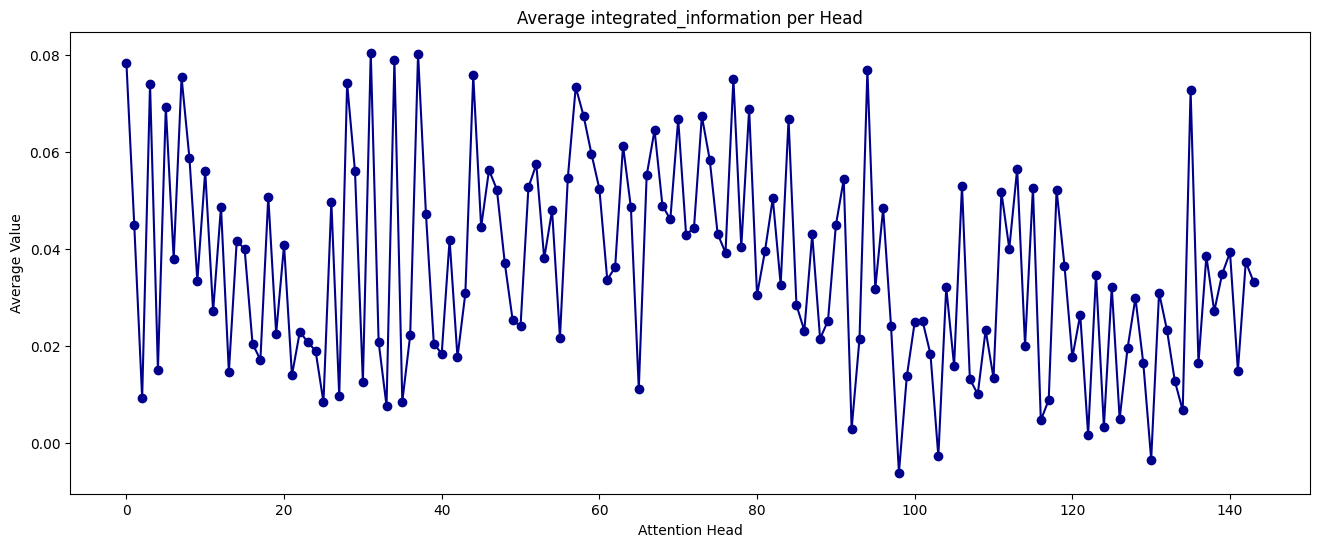 Average integrated_information per Head
Average Value
0.08
0.06
0.04
0.02
0.00
0 20 40 60 80 100 120 140
Attention Head